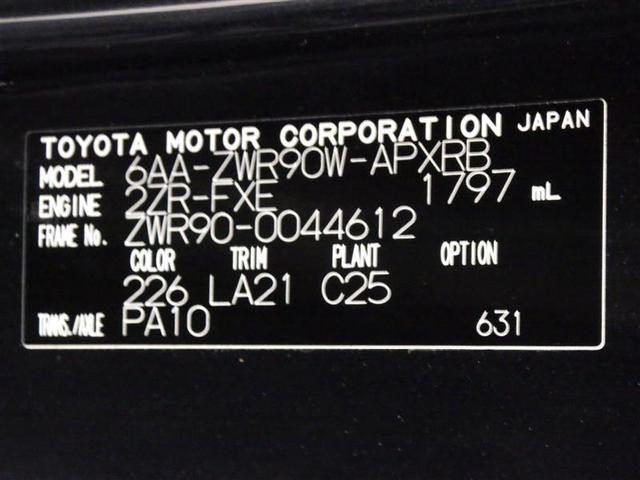 TOYOTA MOTOR CORPORATION JAPAN
MODEL 6AA-ZWR90W-APXRB
ENGINE 2ZR-FXE 1797 mL
FRAME No. ZWR90-0044612
COLOR TRIM PLANT OPTION
226 LA21 C25
TRANS./AXLE PA10 631